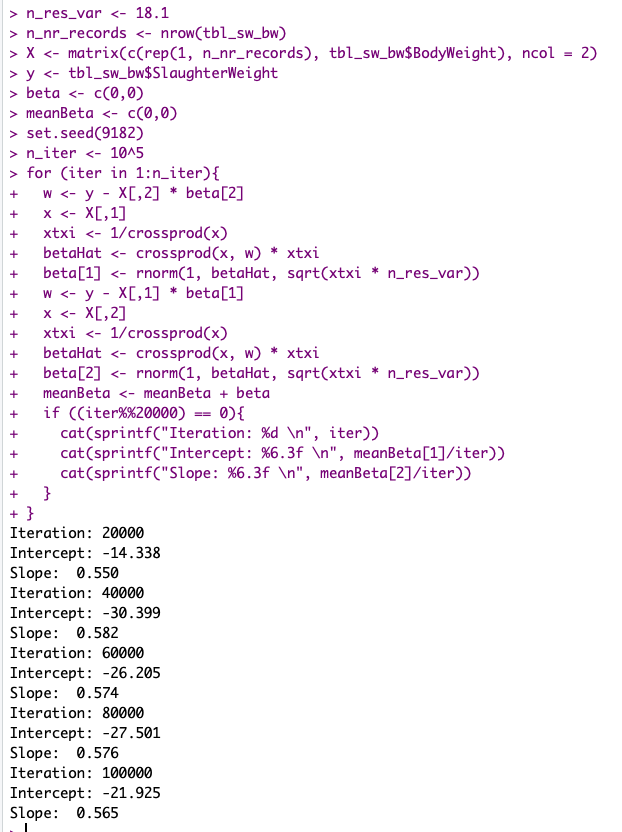 > n_res_var <- 18.1
> n_nr_records <- nrow(tbl_sw_bw)
> X <- matrix(c(rep(1, n_nr_records), tbl_sw_bw$BodyWeight), ncol = 2)
> y <- tbl_sw_bw$SlaughterWeight
> beta <- c(0,0)
> meanBeta <- c(0,0)
> set.seed(9182)
> n_iter <- 10^5
> for (iter in 1:n_iter){
+   w <- y - X[,2] * beta[2]
+   x <- X[,1]
+   xtxi <- 1/crossprod(x)
+   betaHat <- crossprod(x, w) * xtxi
+   beta[1] <- rnorm(1, betaHat, sqrt(xtxi * n_res_var))
+   w <- y - X[,1] * beta[1]
+   x <- X[,2]
+   xtxi <- 1/crossprod(x)
+   betaHat <- crossprod(x, w) * xtxi
+   beta[2] <- rnorm(1, betaHat, sqrt(xtxi * n_res_var))
+   meanBeta <- meanBeta + beta
+   if ((iter%%20000) == 0){
+     cat(sprintf("Iteration: %d \n", iter))
+     cat(sprintf("Intercept: %6.3f \n", meanBeta[1]/iter))
+     cat(sprintf("Slope: %6.3f \n", meanBeta[2]/iter))
+   }
+ }
Iteration: 20000
Intercept: -14.338
Slope:  0.550
Iteration: 40000
Intercept: -30.399
Slope:  0.582
Iteration: 60000
Intercept: -26.205
Slope:  0.574
Iteration: 80000
Intercept: -27.501
Slope:  0.576
Iteration: 100000
Intercept: -21.925
Slope:  0.565
>